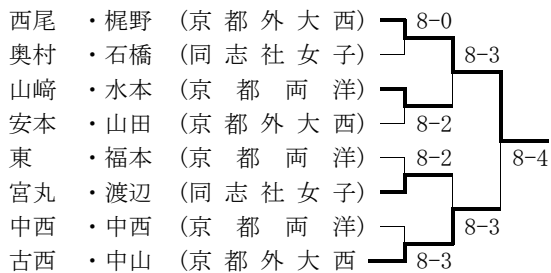 西尾 ・梶野 (京都外大西) 8-0
奥村 ・石橋 (同志社女子) 8-3
山﨑 ・水本 (京都両洋)
安本 ・山田 (京都外大西) 8-2
東 ・福本 (京都両洋) 8-2 8-4
宮丸 ・渡辺 (同志社女子)
中西 ・中西 (京都両洋) 8-3
古西 ・中山 (京都外大西 8-3